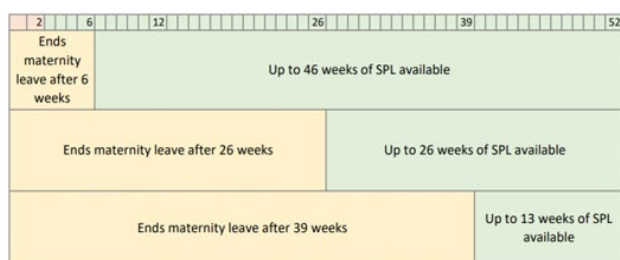 2 6 12 26 39 52
Ends
maternity
leave after 6
weeks
Up to 46 weeks of SPL available
Ends maternity leave after 26 weeks
Up to 26 weeks of SPL available
Ends maternity leave after 39 weeks
Up to 13 weeks of SPL
available